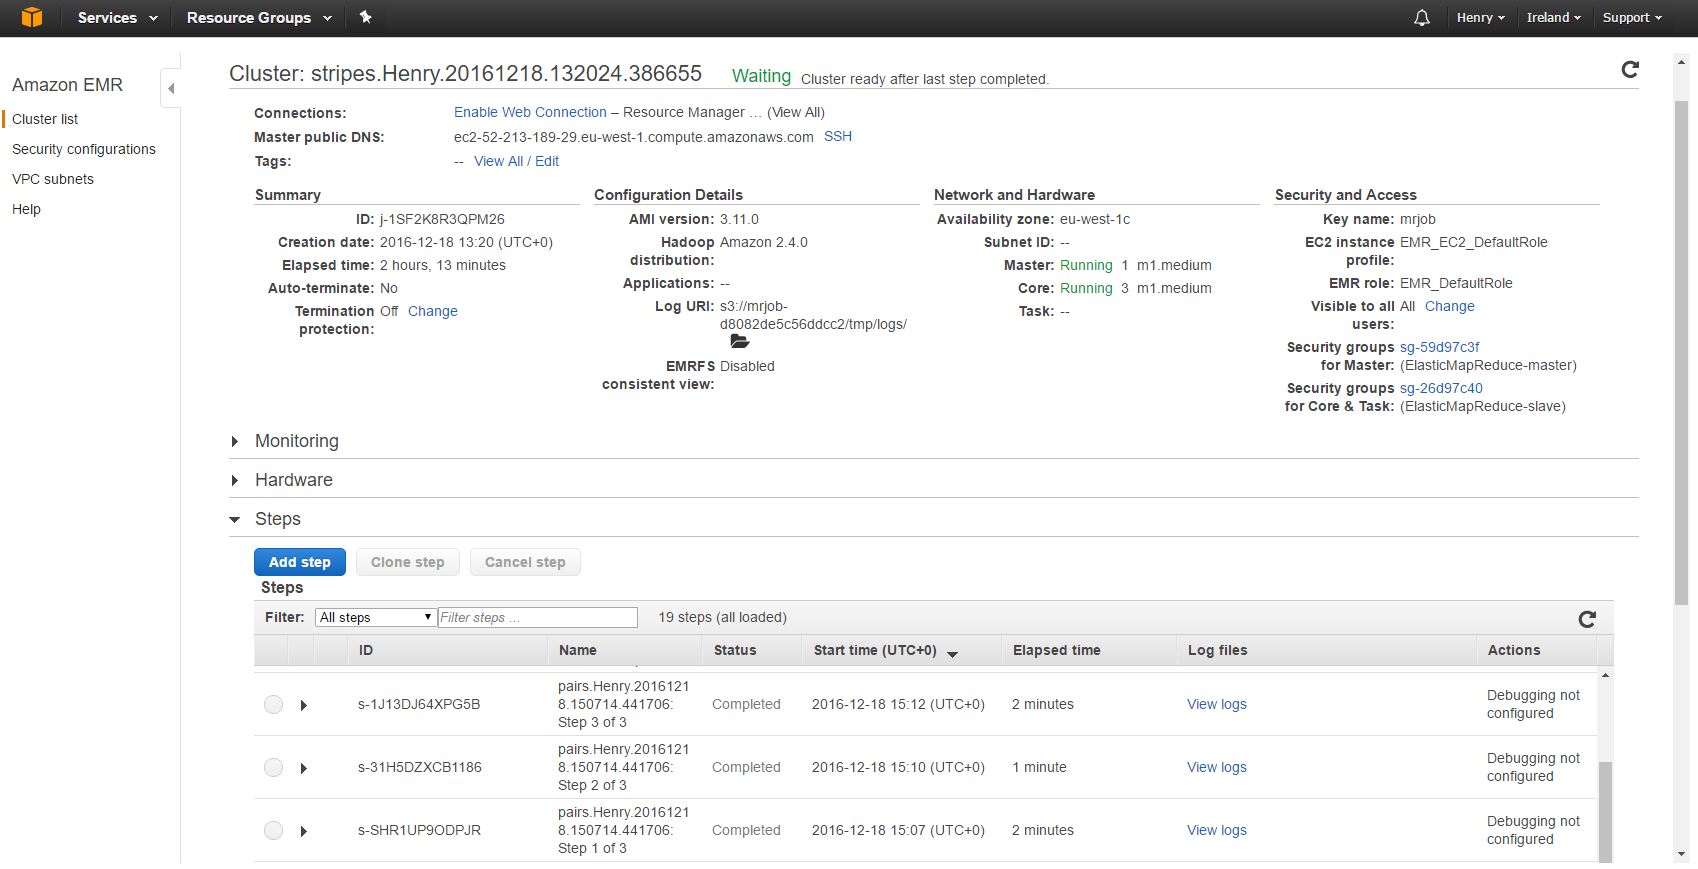 Services Resource Groups Henry Ireland Support
Amazon EMR
Cluster list
Security configurations
VPC subnets
Help
Cluster: stripes.Henry.20161218.132024.386655 Waiting Cluster ready after last step completed.
Connections: Enable Web Connection – Resource Manager … (View All)
Master public DNS: ec2-52-213-189-29.eu-west-1.compute.amazonaws.com SSH
Tags: -- View All / Edit
Summary
ID: j-1SF2K8R3QPM26
Creation date: 2016-12-18 13:20 (UTC+0)
Elapsed time: 2 hours, 13 minutes
Auto-terminate: No
Termination Off Change
protection:
Configuration Details
AMI version: 3.11.0
Hadoop Amazon 2.4.0
distribution:
Applications: --
Log URI: s3://mrjob-
d8082de5c56ddcc2/tmp/logs/
EMRFS Disabled
consistent view:
Network and Hardware
Availability zone: eu-west-1c
Subnet ID: --
Master: Running 1 m1.medium
Core: Running 3 m1.medium
Task: --
Security and Access
Key name: mrjob
EC2 instance EMR_EC2_DefaultRole
profile:
EMR role: EMR_DefaultRole
Visible to all All Change
users:
Security groups sg-59d97c3f
for Master: (ElasticMapReduce-master)
Security groups sg-26d97c40
for Core & Task: (ElasticMapReduce-slave)
Monitoring
Hardware
Steps
Add step Clone step Cancel step
Steps
Filter: All steps Filter steps ... 19 steps (all loaded)
ID Name Status Start time (UTC+0) Elapsed time Log files Actions
pairs.Henry.2016121
s-1J13DJ64XPG5B 8.150714.441706: Completed 2016-12-18 15:12 (UTC+0) 2 minutes View logs Debugging not
Step 3 of 3 configured
pairs.Henry.2016121
s-31H5DZXCB1186 8.150714.441706: Completed 2016-12-18 15:10 (UTC+0) 1 minute View logs Debugging not
Step 2 of 3 configured
pairs.Henry.2016121
s-SHR1UP9ODPJR 8.150714.441706: Completed 2016-12-18 15:07 (UTC+0) 2 minutes View logs Debugging not
Step 1 of 3 configured